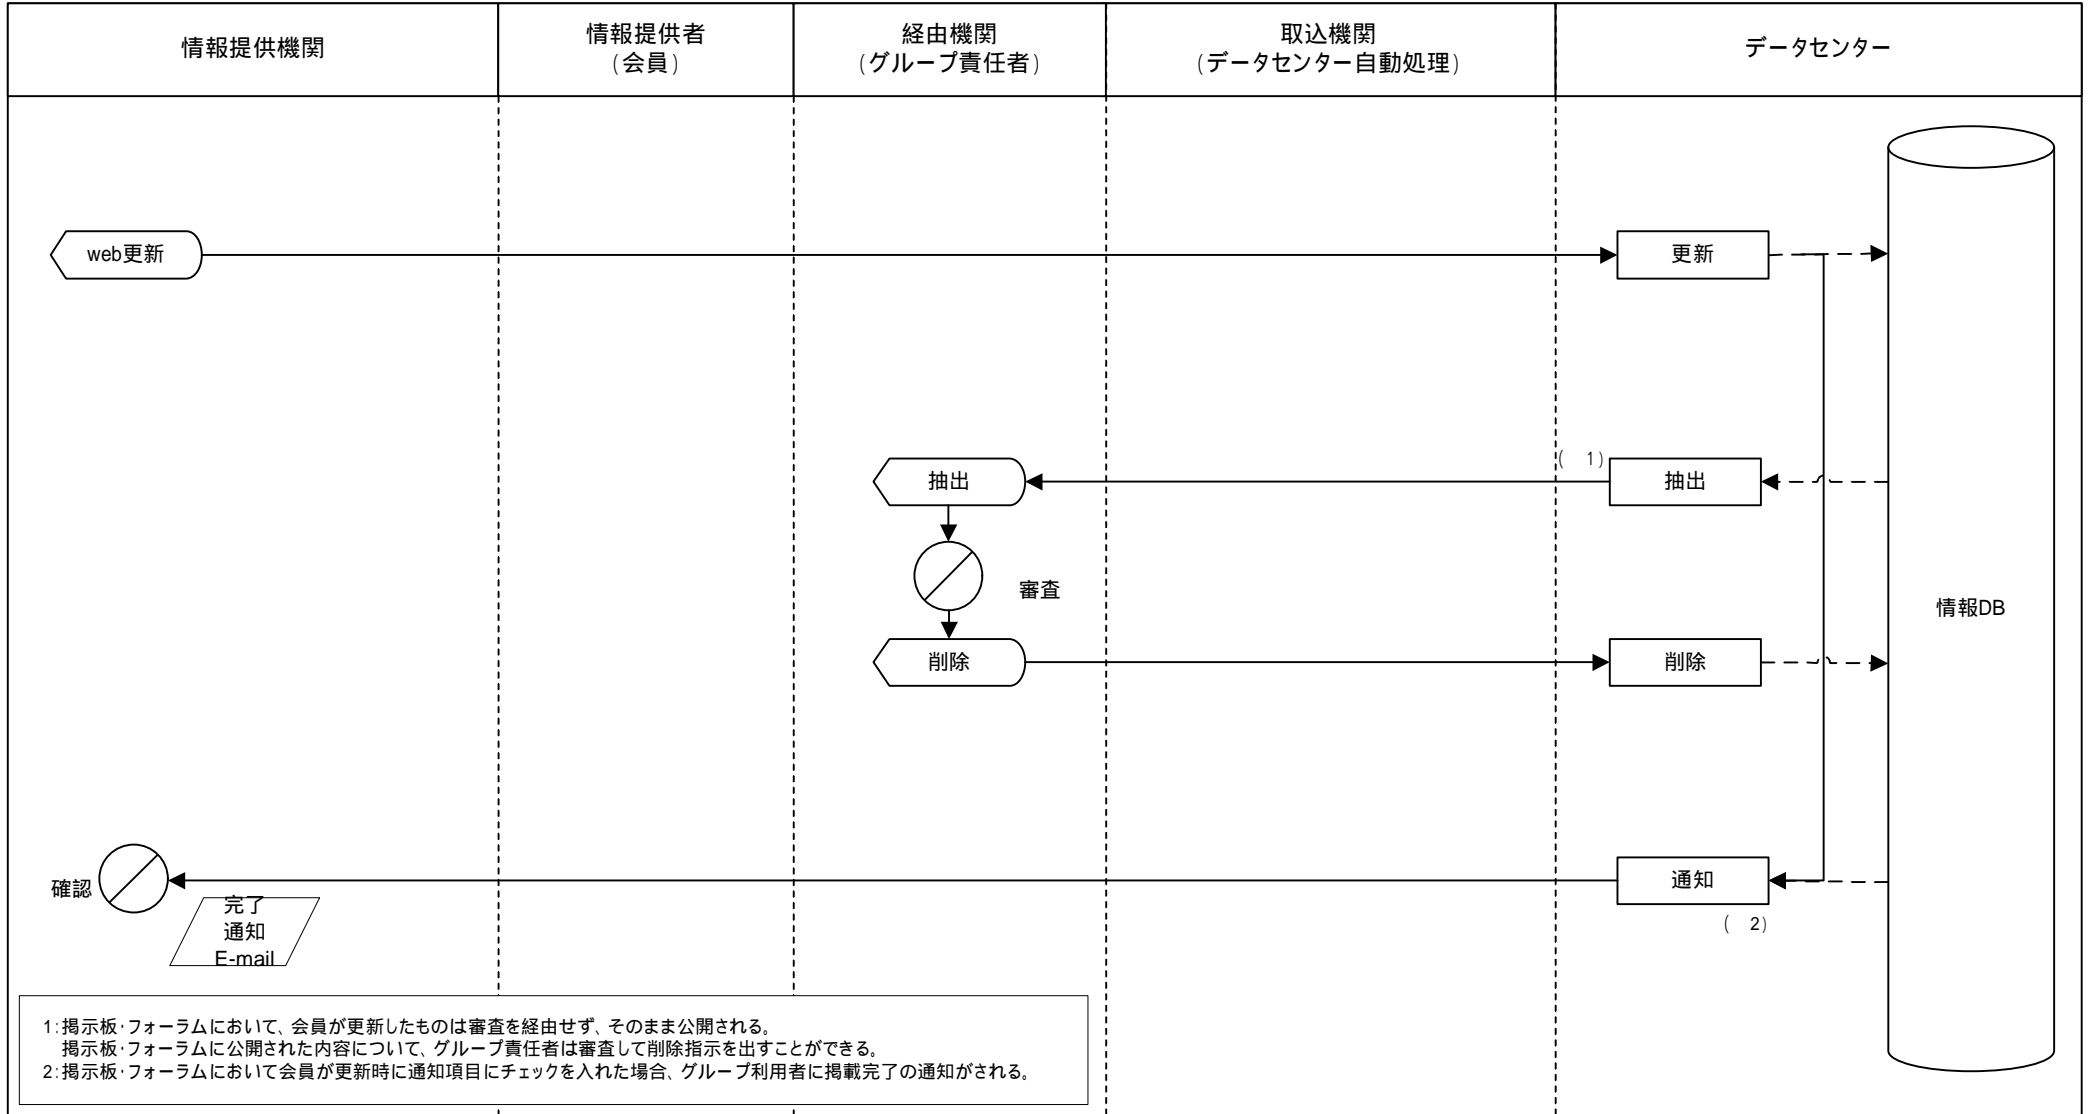 情報提供機関
情報提供者
(会員)
経由機関
(グループ責任者)
取込機関
(データセンター自動処理)
データセンター
web更新
更新
抽出
(　1)
抽出
審査
情報DB
削除
削除
確認
通知
完了
通知
E-mail
(　2)
1:掲示板・フォーラムにおいて、会員が更新したものは審査を経由せず、そのまま公開される。
掲示板・フォーラムに公開された内容について、グループ責任者は審査して削除指示を出すことができる。
2:掲示板・フォーラムにおいて会員が更新時に通知項目にチェックを入れた場合、グループ利用者に掲載完了の通知がされる。